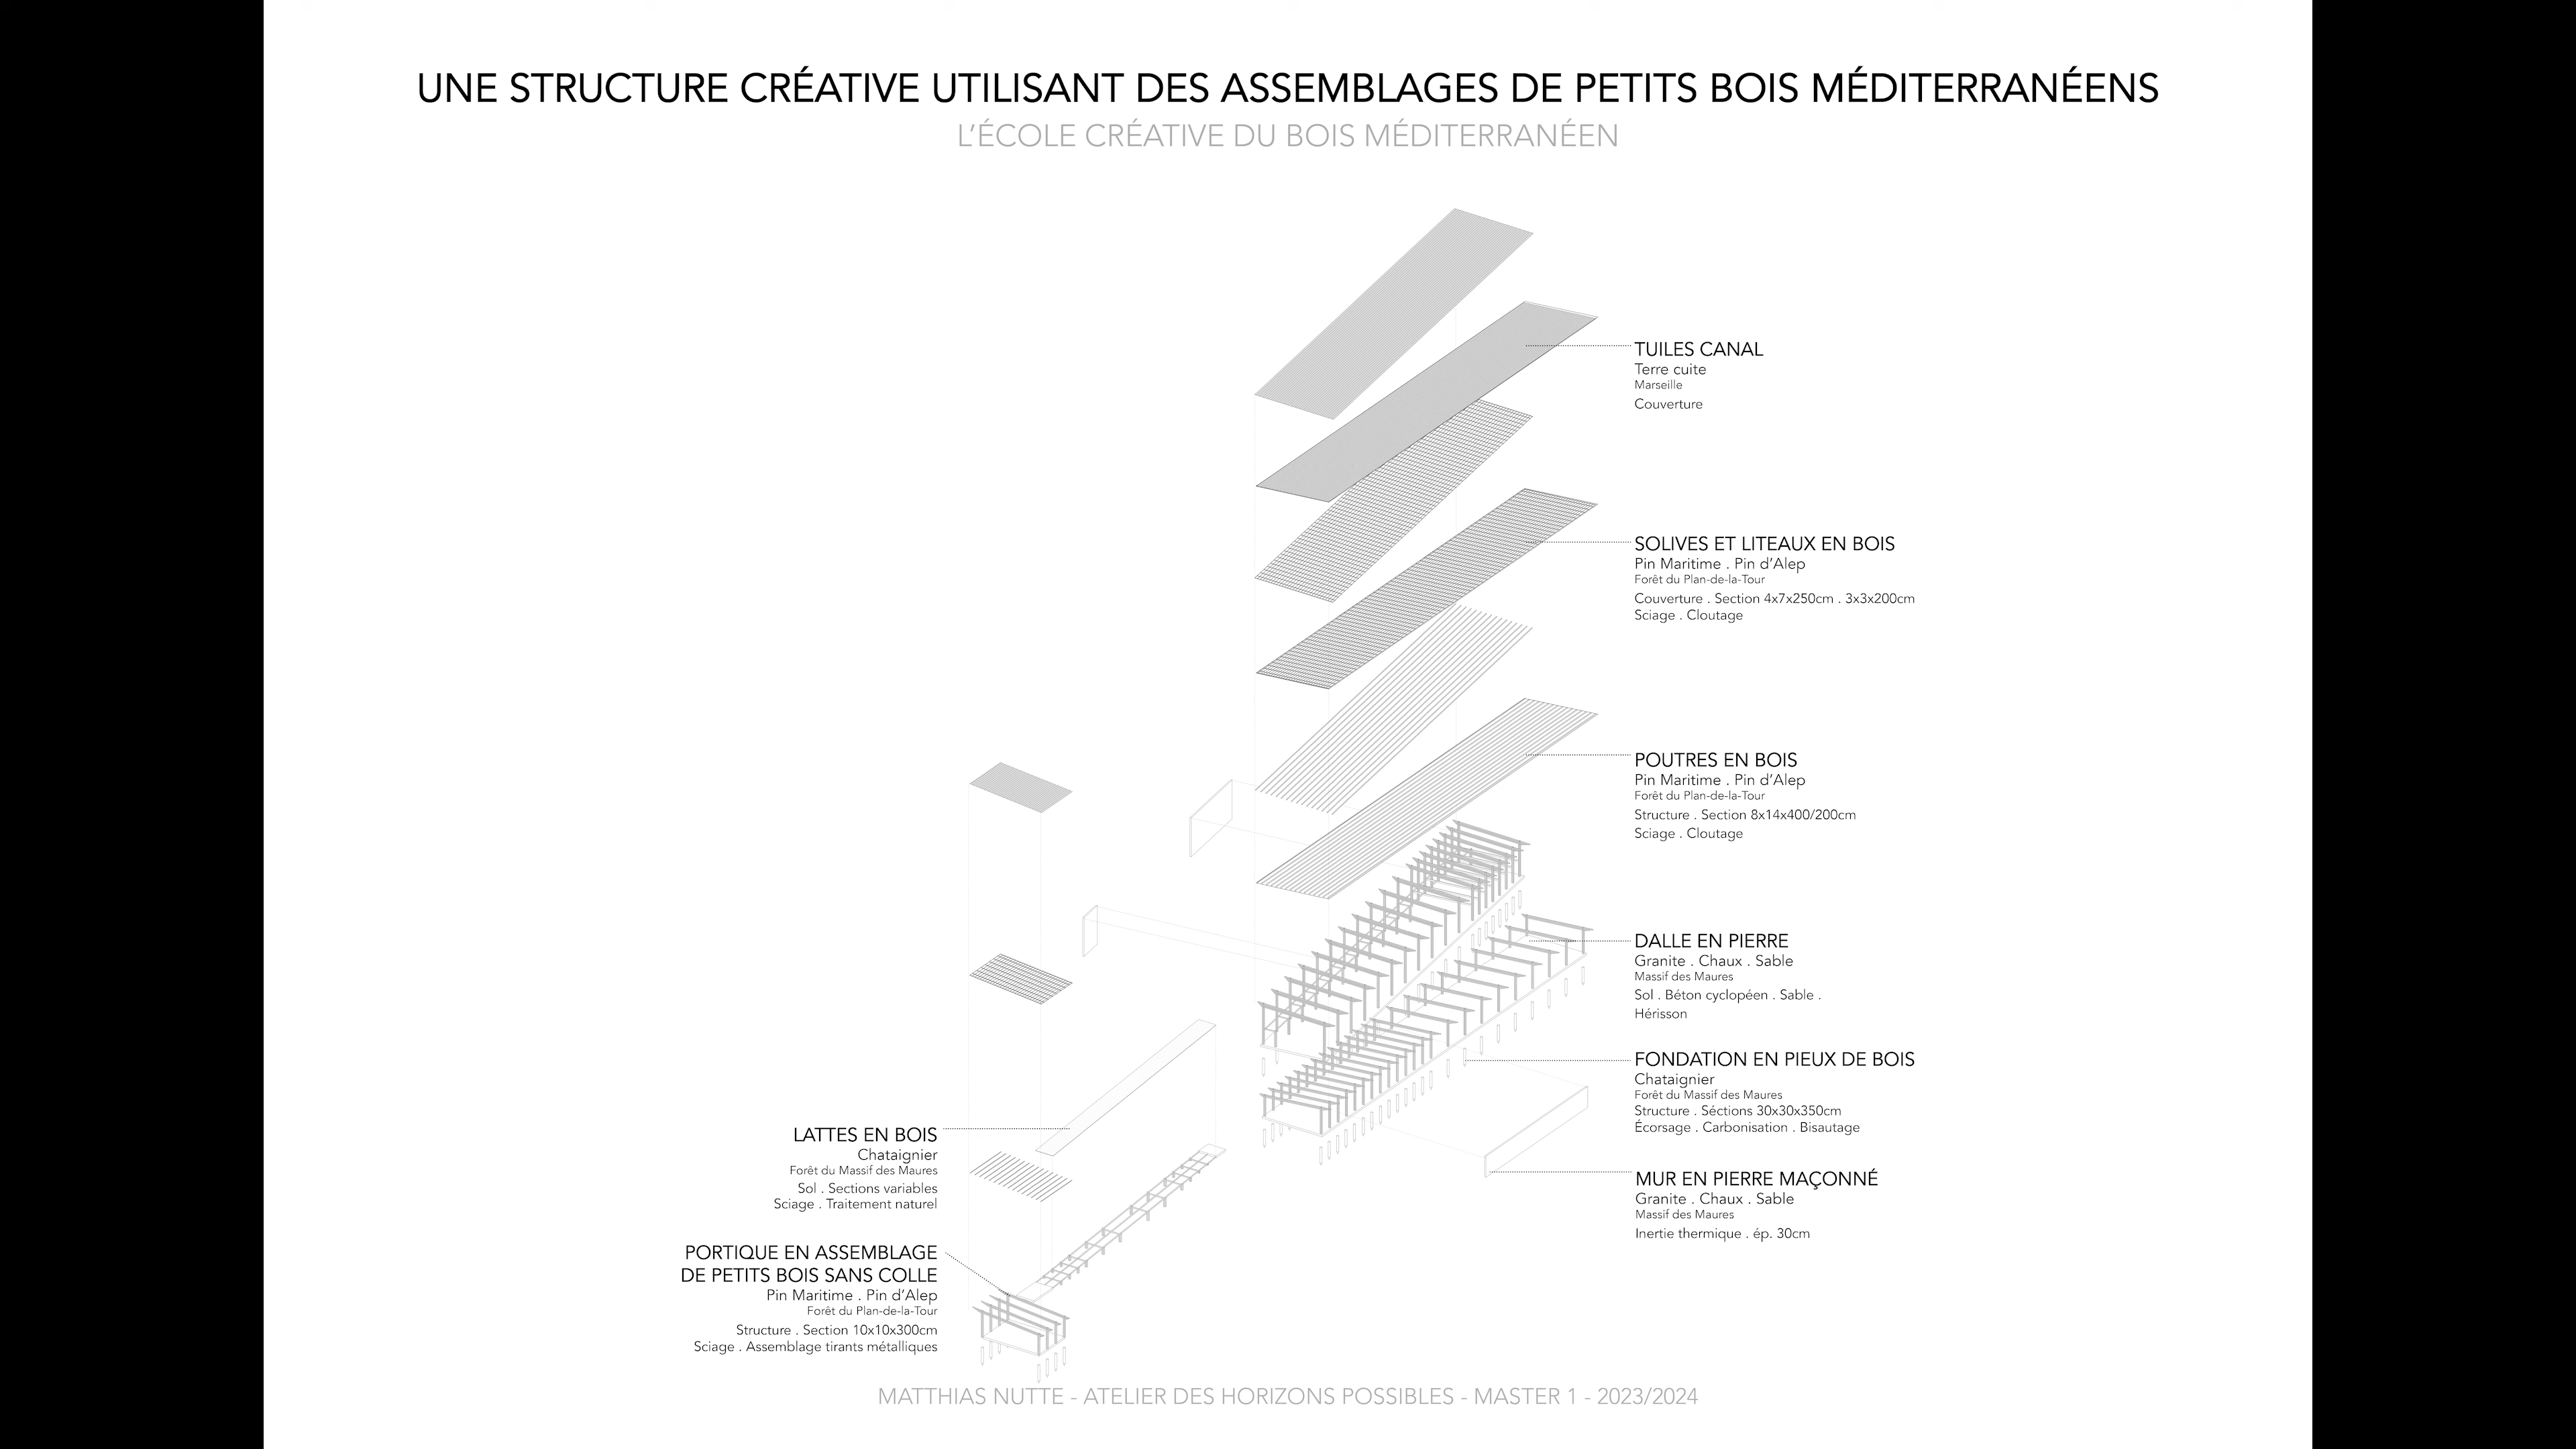 UNE STRUCTURE CRÉATIVE UTILISANT DES ASSEMBLAGES DE PETITS BOIS MÉDITERRANÉENS
L'ÉCOLE CRÉATIVE DU BOIS MÉDITERRANÉEN
TUILES CANAL
Terre cuite
Marseille
Couverture
SOLIVES ET LITEAUX EN BOIS
Pin Maritime . Pin d'Alep
Forêt du Plan-de-la-Tour
Couverture . Section 4x7x250cm . 3x3x200cm
Sciage . Cloutage
POUTRES EN BOIS
Pin Maritime . Pin d'Alep
Forêt du Plan-de-la-Tour
Structure . Section 8x14x400/200cm
Sciage . Cloutage
DALLE EN PIERRE
Granite . Chaux . Sable
Massif des Maures
Sol . Béton cyclopéen . Sable .
Hérisson
FONDATION EN PIEUX DE BOIS
Chataignier
Forêt du Massif des Maures
Structure . Séctions 30x30x350cm
Écorsage . Carbonisation . Bisautage
MUR EN PIERRE MAÇONNÉ
Granite . Chaux . Sable
Massif des Maures
Inertie thermique . ép. 30cm
LATTES EN BOIS
Chataignier
Forêt du Massif des Maures
Sol . Sections variables
Sciage . Traitement naturel
PORTIQUE EN ASSEMBLAGE
DE PETITS BOIS SANS COLLE
Pin Maritime . Pin d'Alep
Forêt du Plan-de-la-Tour
Structure . Section 10x10x300cm
Sciage . Assemblage tirants métalliques
MATTHIAS NUTTE - ATELIER DES HORIZONS POSSIBLES - MASTER 1 - 2023/2024